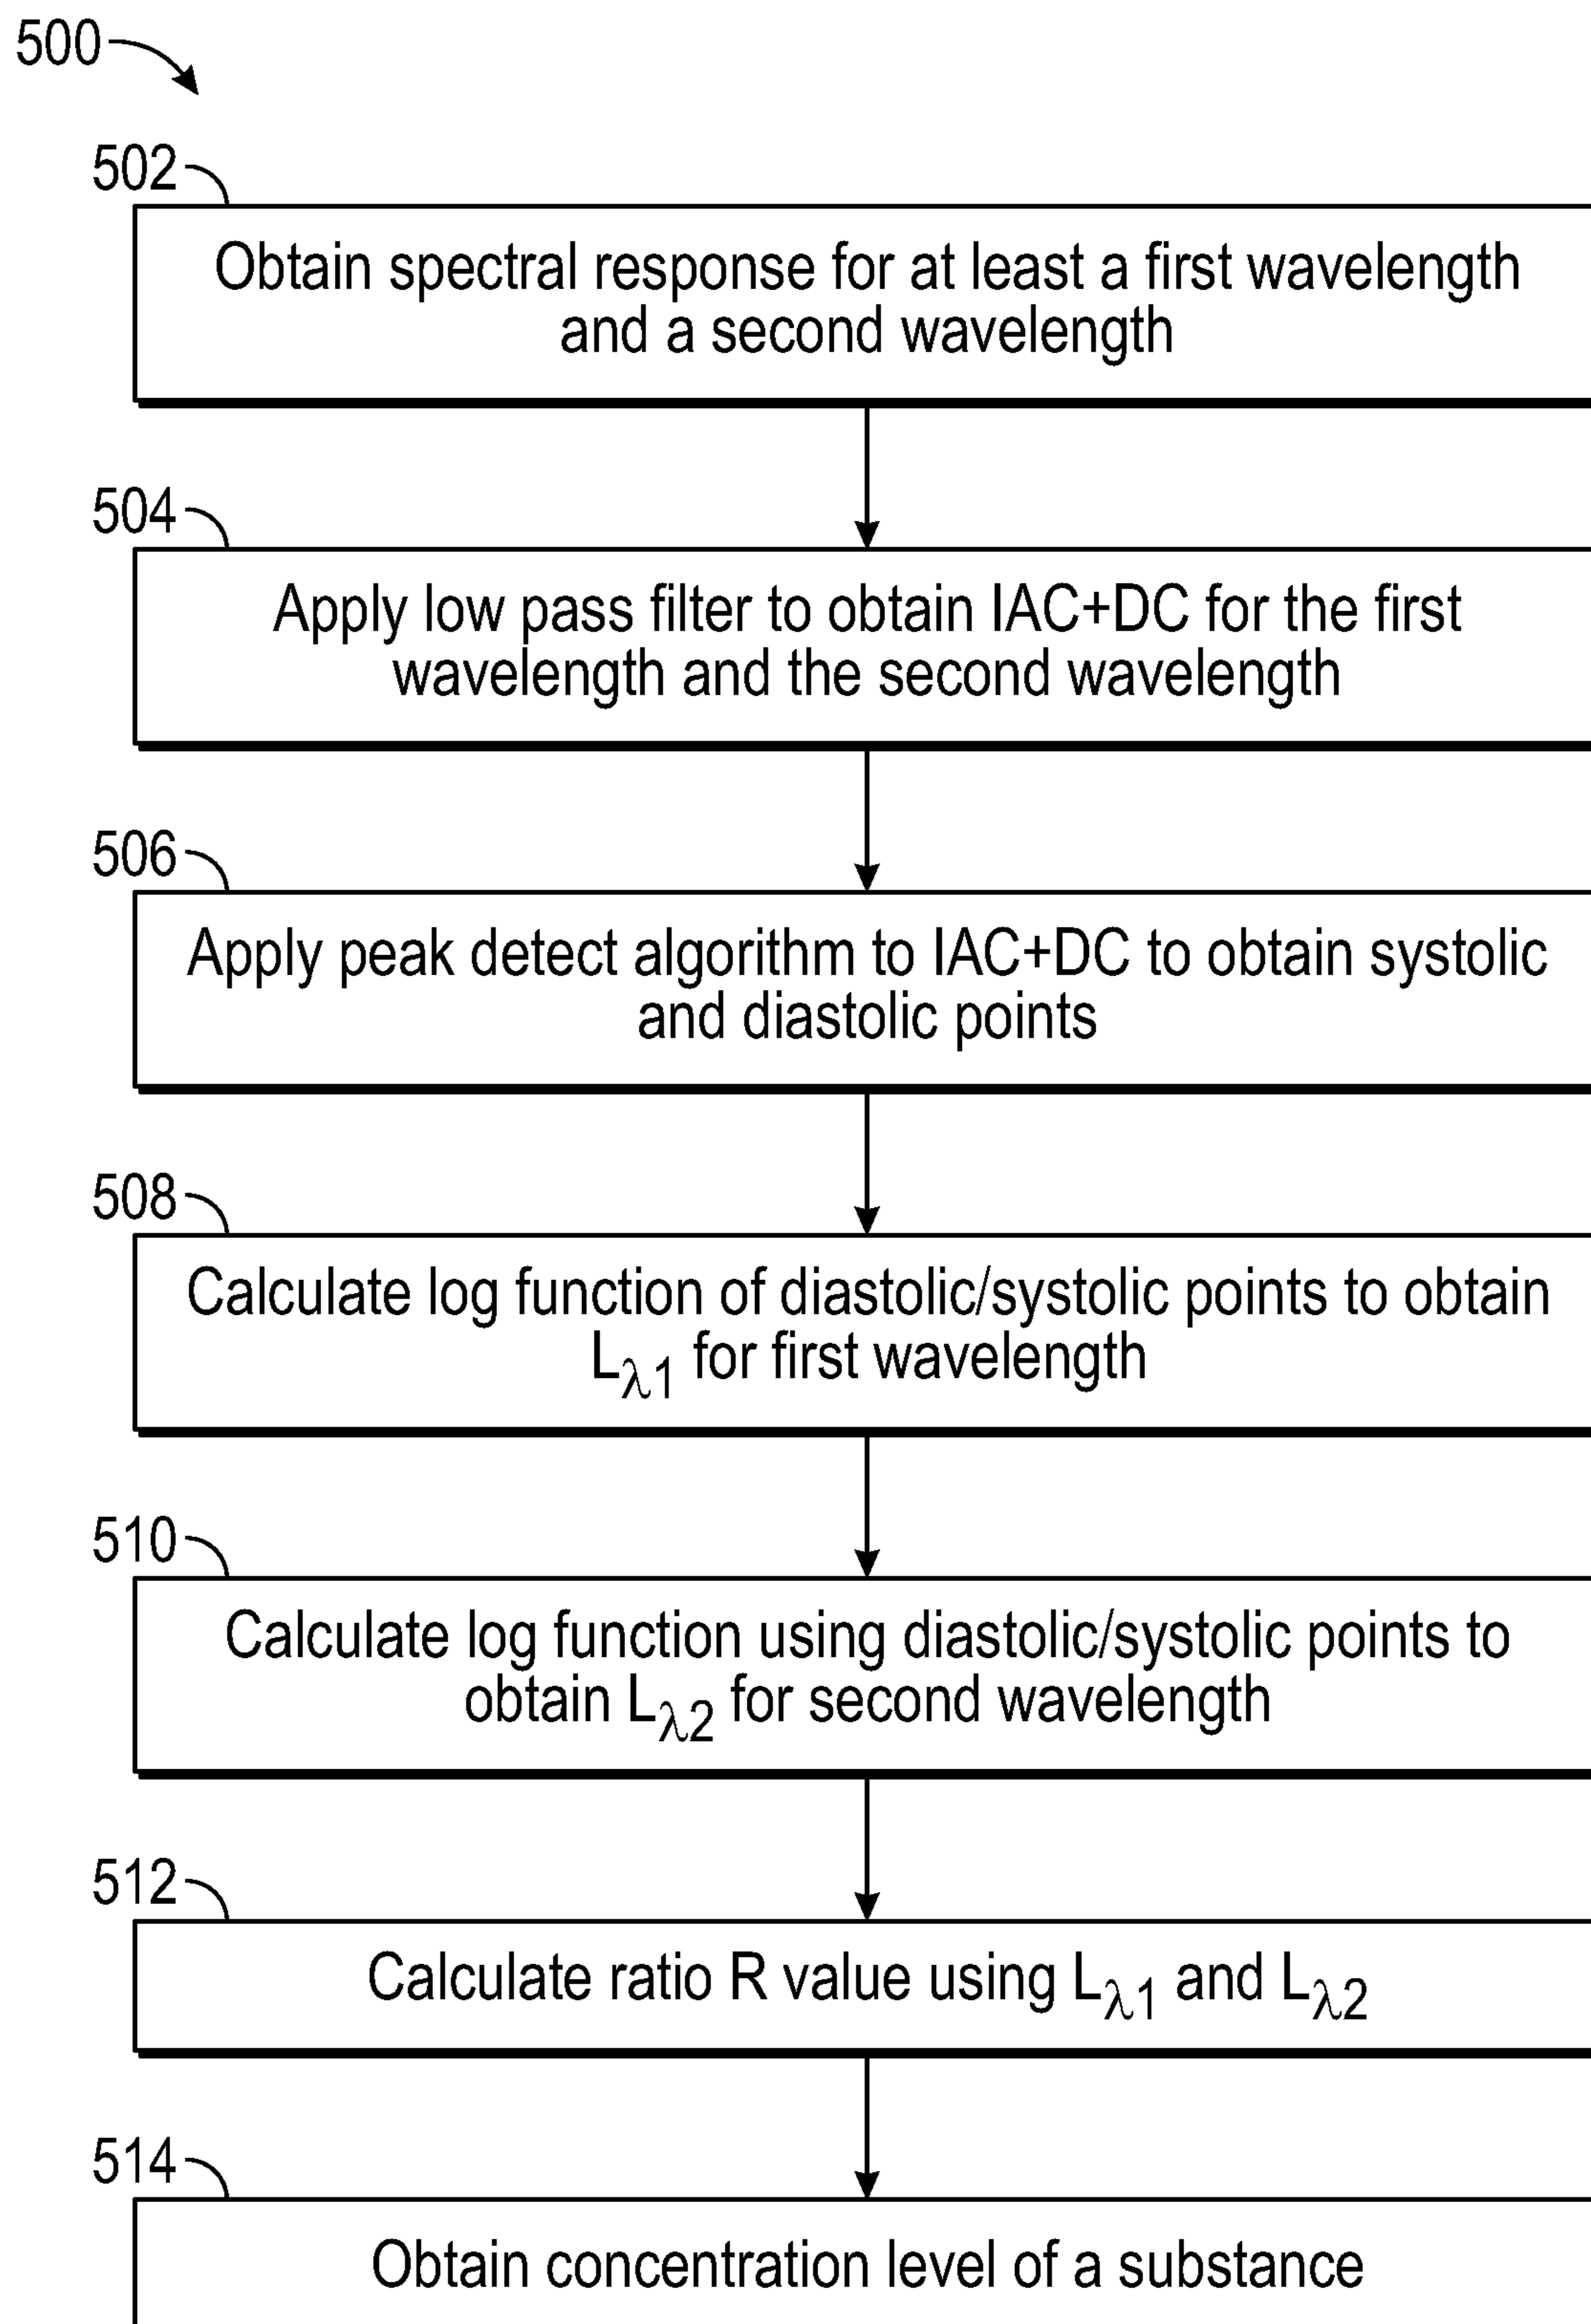 500
502
Obtain spectral response for at least a first wavelength
and a second wavelength
504
Apply low pass filter to obtain IAC+DC for the first
wavelength and the second wavelength
506
Apply peak detect algorithm to IAC+DC to obtain systolic
and diastolic points
508
Calculate log function of diastolic/systolic points to obtain
Lλ1 for first wavelength
510
Calculate log function using diastolic/systolic points to
obtain Lλ2 for second wavelength
512
Calculate ratio R value using Lλ1 and Lλ2
514
Obtain concentration level of a substance